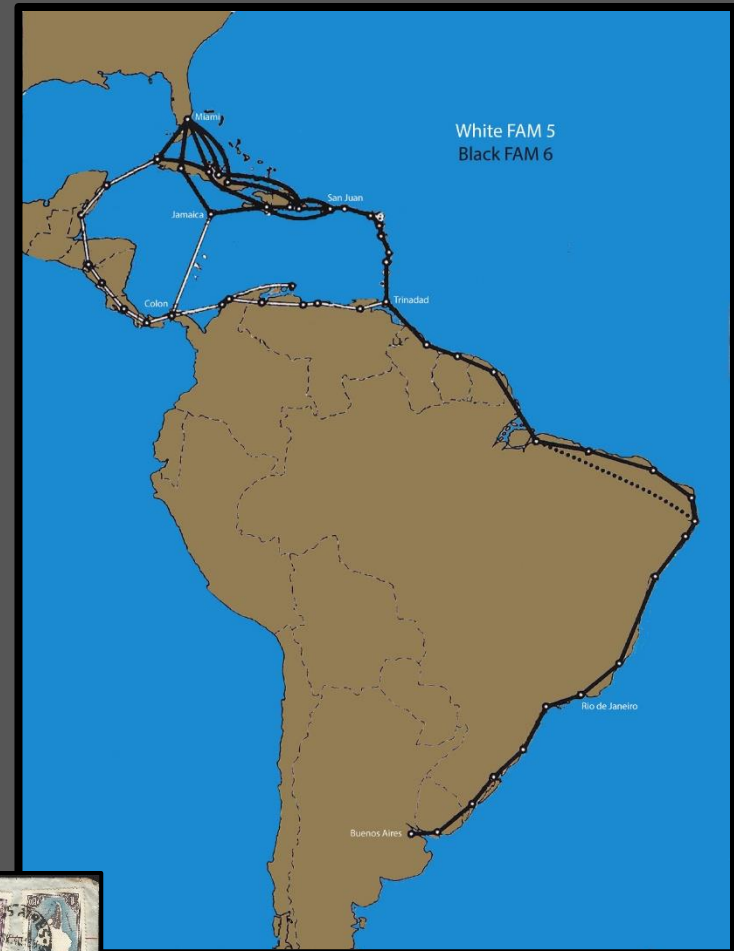 Miami
White FAM 5
Black FAM 6
San Juan
Jamaica
Colon
Trinadad
Rio de Janeiro
Buenos Aires